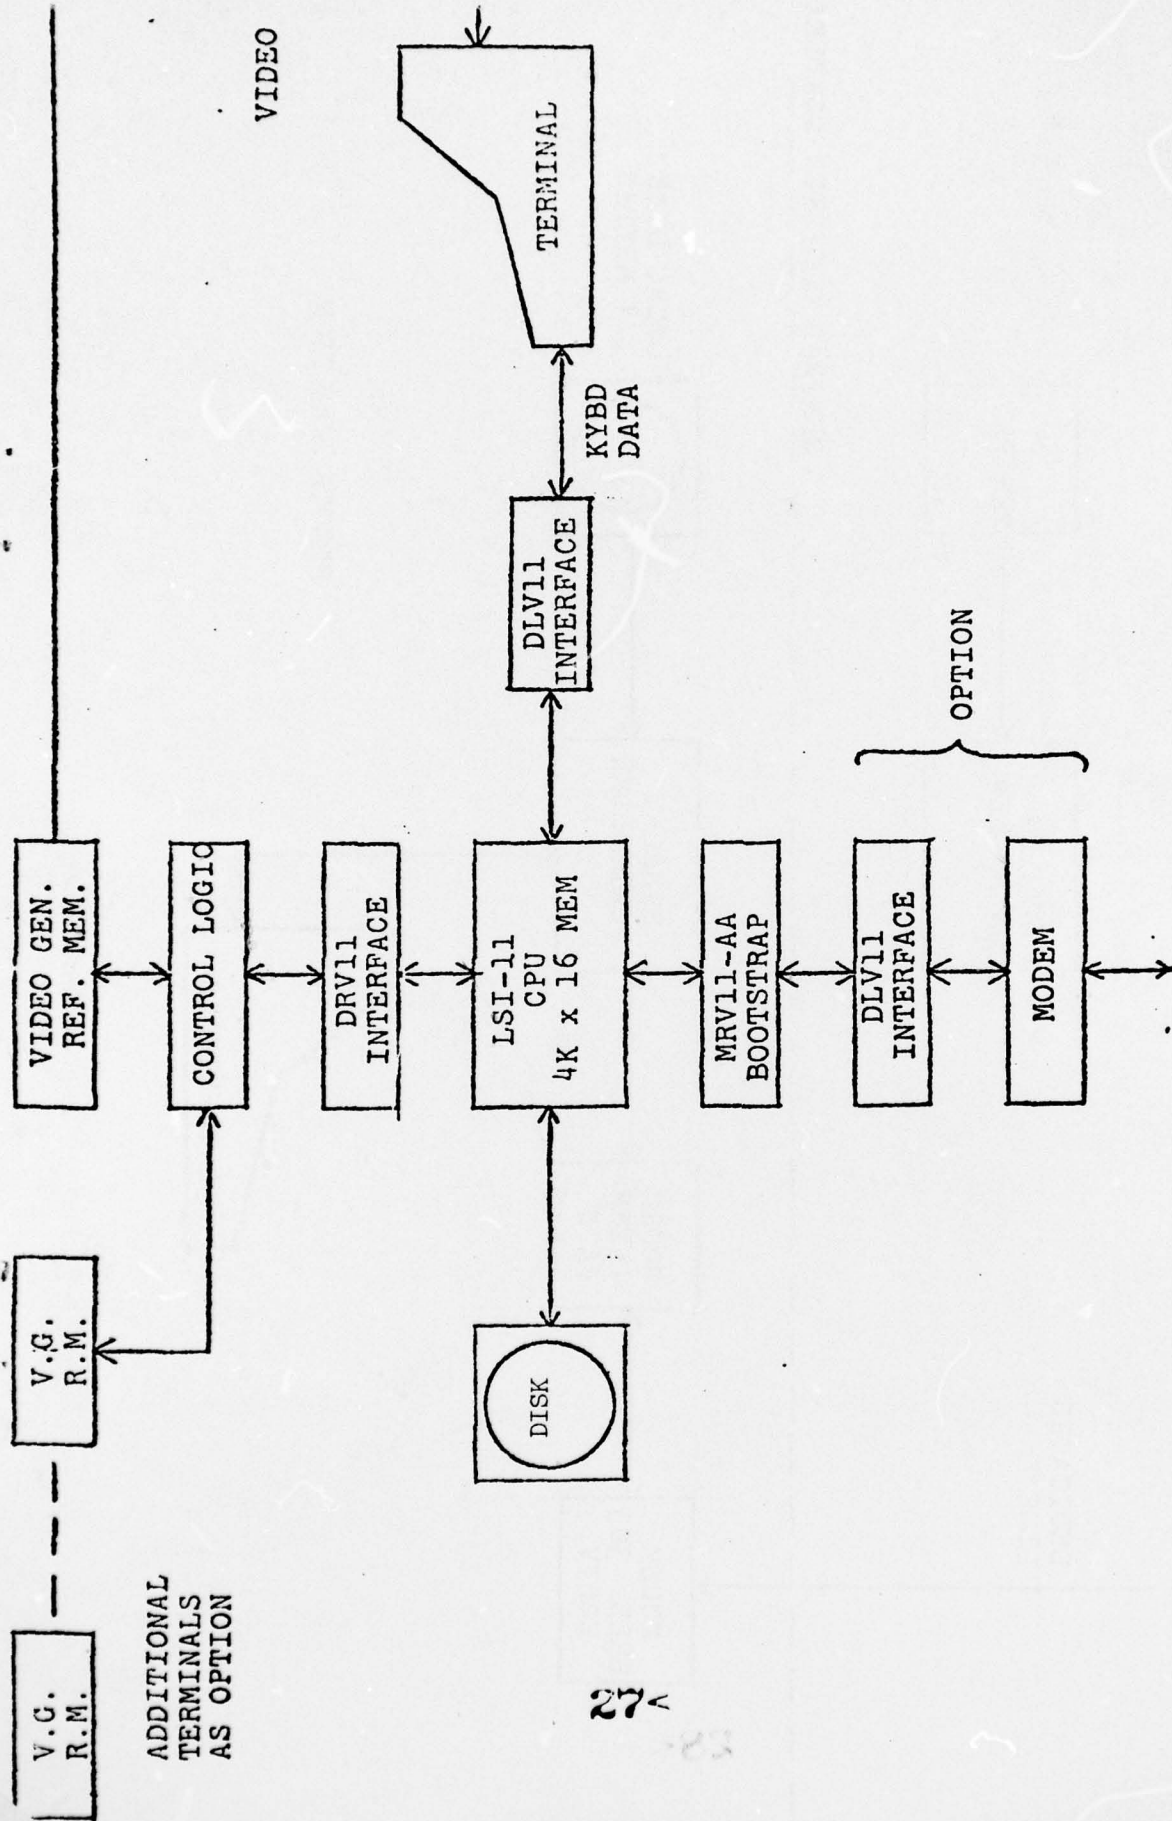 V.G.
R.M.
V.G.
R.M.
VIDEO GEN.
REF. MEM.
ADDITIONAL
TERMINALS
AS OPTION
CONTROL LOGIC
VIDEO
DRV11
INTERFACE
DISK
LSI-11
CPU
4K x 16 MEM
DLV11
INTERFACE
KYBD
DATA
TERMINAL
MRV11-AA
BOOTSTRAP
DLV11
INTERFACE
OPTION
MODEM
27<
28